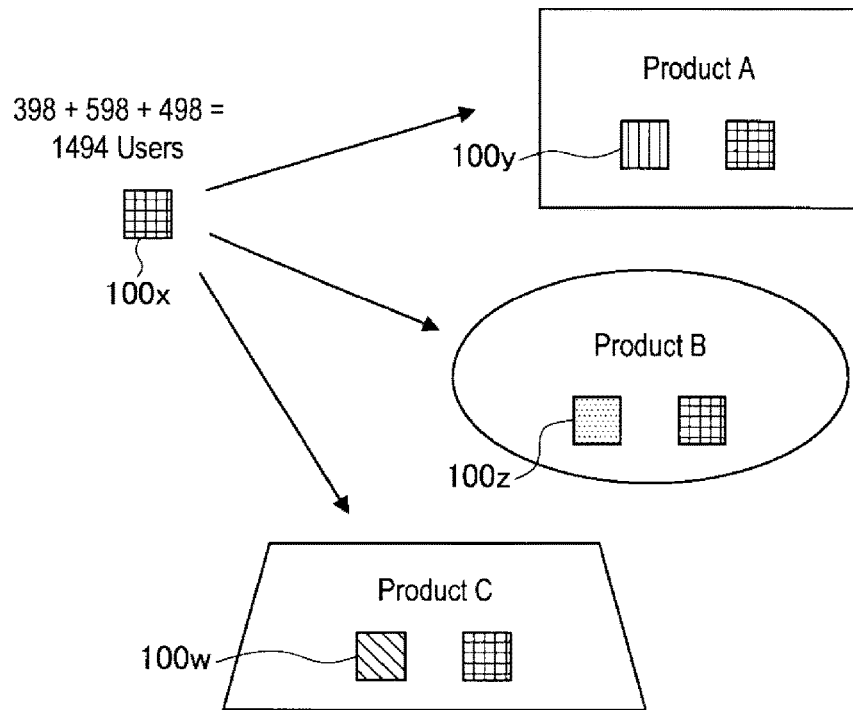 398 + 598 + 498 =
1494 Users
100x
Product A
100y
Product B
100z
Product C
100w